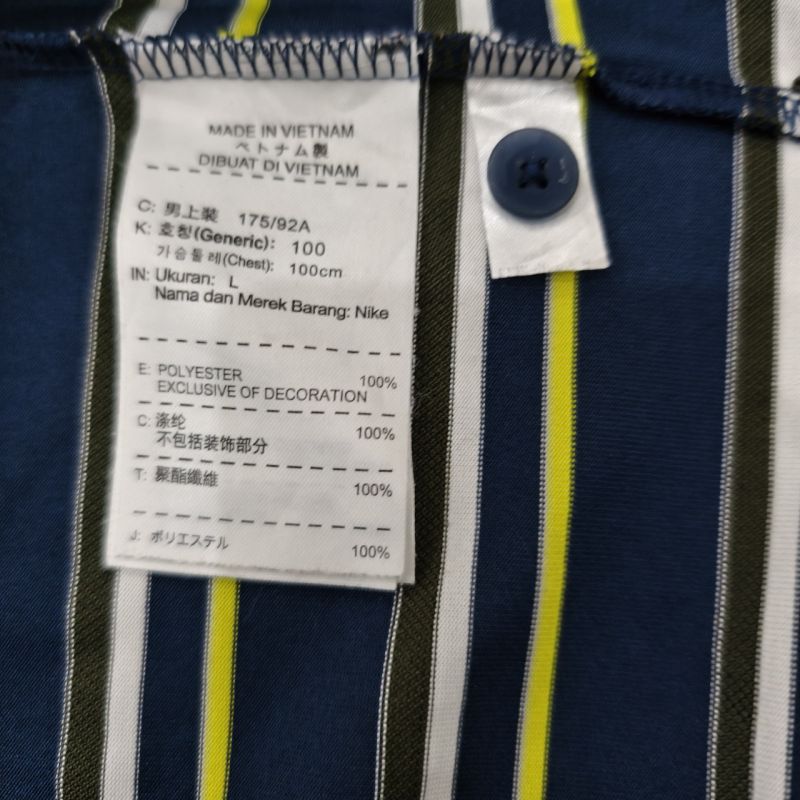 MADE IN VIETNAM
ベトナム製
DIBUAT DI VIETNAM
C: 男上裝 175/92A
K: 호칭(Generic): 100
가슴둘레(Chest): 100cm
IN: Ukuran: L
Nama dan Merek Barang: Nike
E: POLYESTER 100%
EXCLUSIVE OF DECORATION
C: 涤纶 100%
不包括装饰部分
T: 聚酯纖維 100%
J: ポリエステル 100%